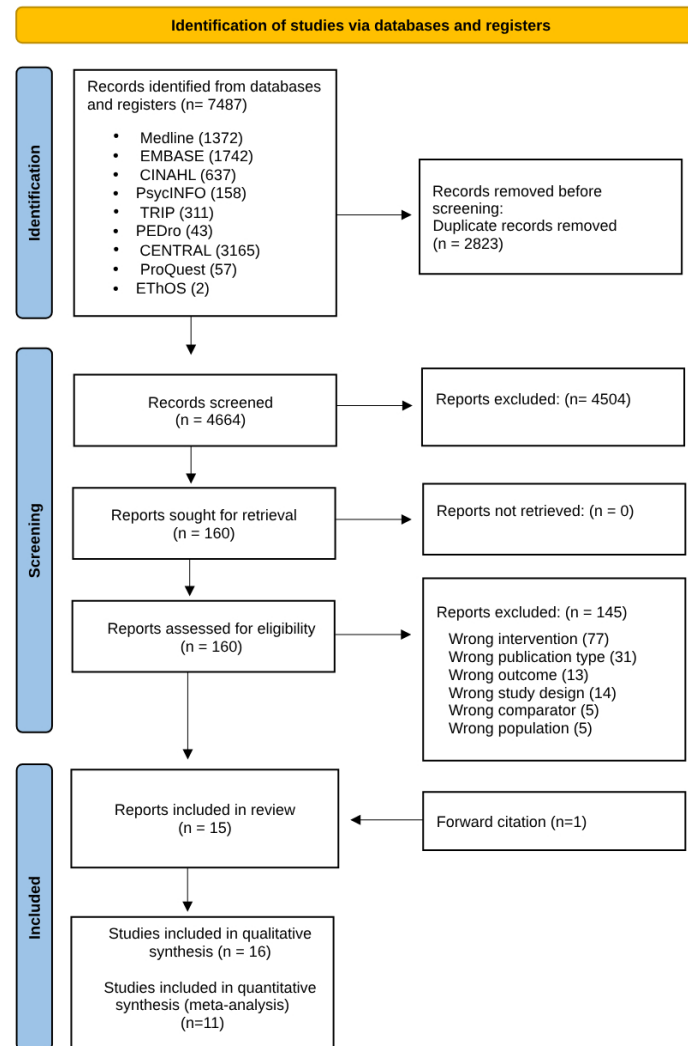 Identification of studies via databases and registers
Identification
Records identified from databases
and registers (n= 7487)
• Medline (1372)
• EMBASE (1742)
• CINAHL (637)
• PsycINFO (158)
• TRIP (311)
• PEDro (43)
• CENTRAL (3165)
• ProQuest (57)
• EThOS (2)
Records removed before
screening:
Duplicate records removed
(n = 2823)
Screening
Records screened
(n = 4664)
Reports excluded: (n= 4504)
Reports sought for retrieval
(n = 160)
Reports not retrieved: (n = 0)
Reports assessed for eligibility
(n = 160)
Reports excluded: (n = 145)
Wrong intervention (77)
Wrong publication type (31)
Wrong outcome (13)
Wrong study design (14)
Wrong comparator (5)
Wrong population (5)
Included
Reports included in review
(n = 15)
Forward citation (n=1)
Studies included in qualitative
synthesis (n = 16)
Studies included in quantitative
synthesis (meta-analysis)
(n=11)